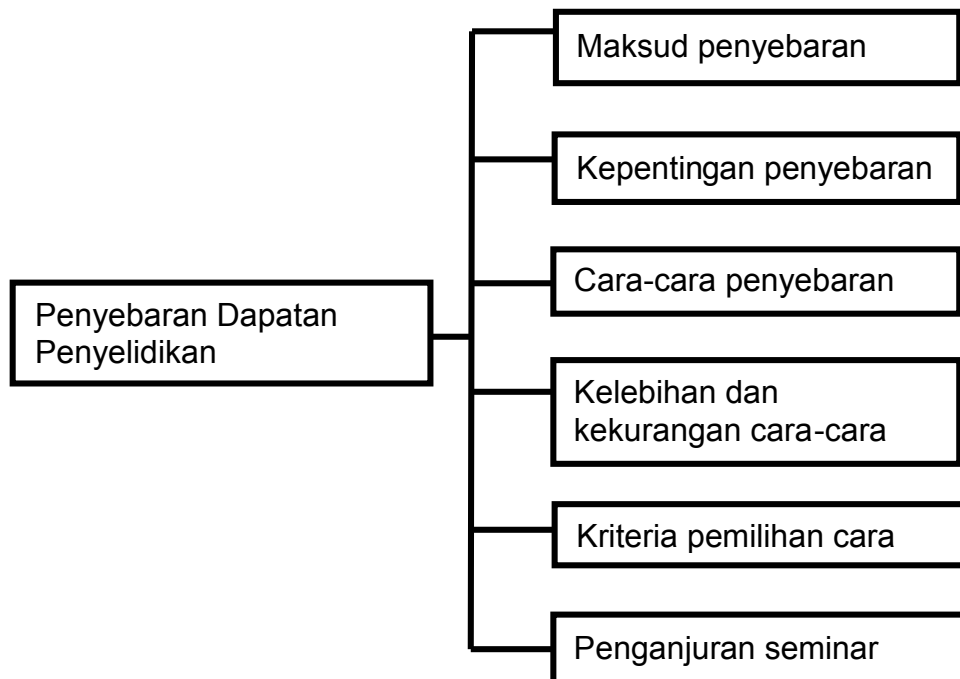 Maksud penyebaran
Kepentingan penyebaran
Cara-cara penyebaran
Penyebaran Dapatan
Penyelidikan
Kelebihan dan
kekurangan cara-cara
Kriteria pemilihan cara
Penganjuran seminar